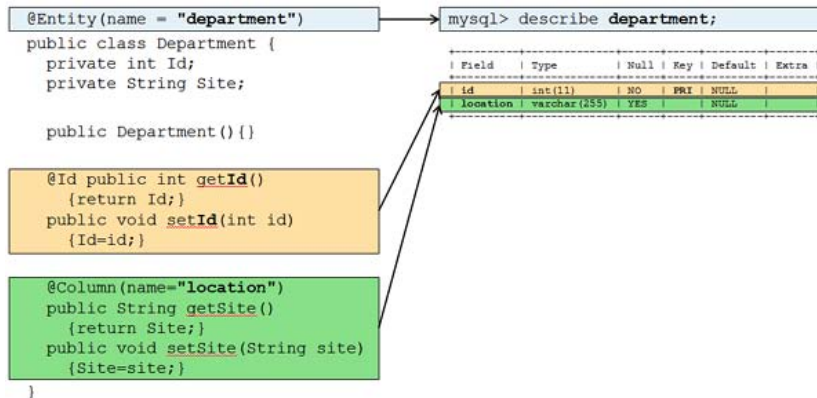 @Entity(name = "department")
public class Department {
private int Id;
private String Site;
public Department(){}
@Id public int getId()
{return Id;}
public void setId(int id)
{Id=id;}
@Column(name="location")
public String getSite()
{return Site;}
public void setSite(String site)
{Site=site;}
}
mysql> describe department;
+----------+--------------+------+-----+---------+-------+
| Field | Type | Null | Key | Default | Extra |
| id | int(11) | NO | PRI | NULL | |
| location | varchar(255) | YES | | NULL | |
+----------+--------------+------+-----+---------+-------+